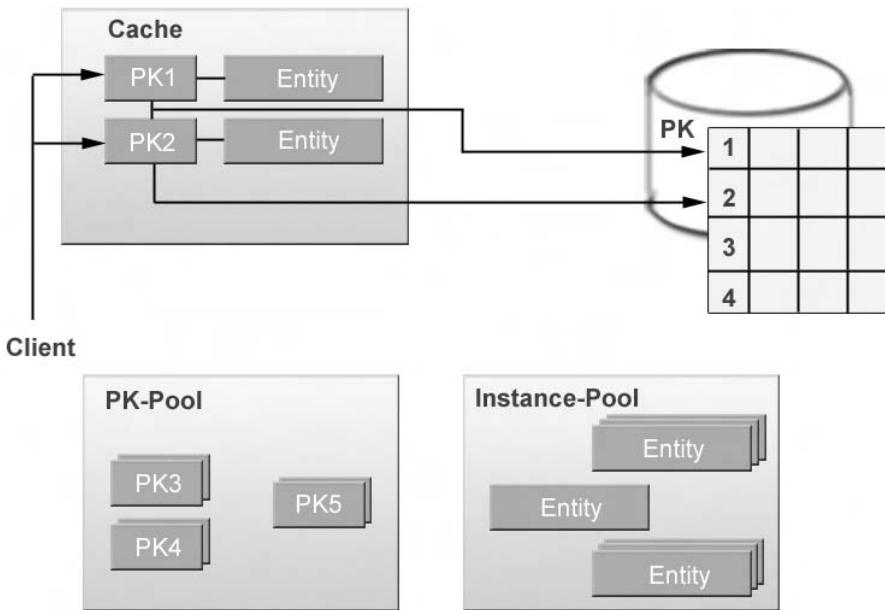 Cache
PK1 Entity
PK2 Entity
PK
1
2
3
4
Client
PK-Pool
PK3
PK4
PK5
Instance-Pool
Entity
Entity
Entity